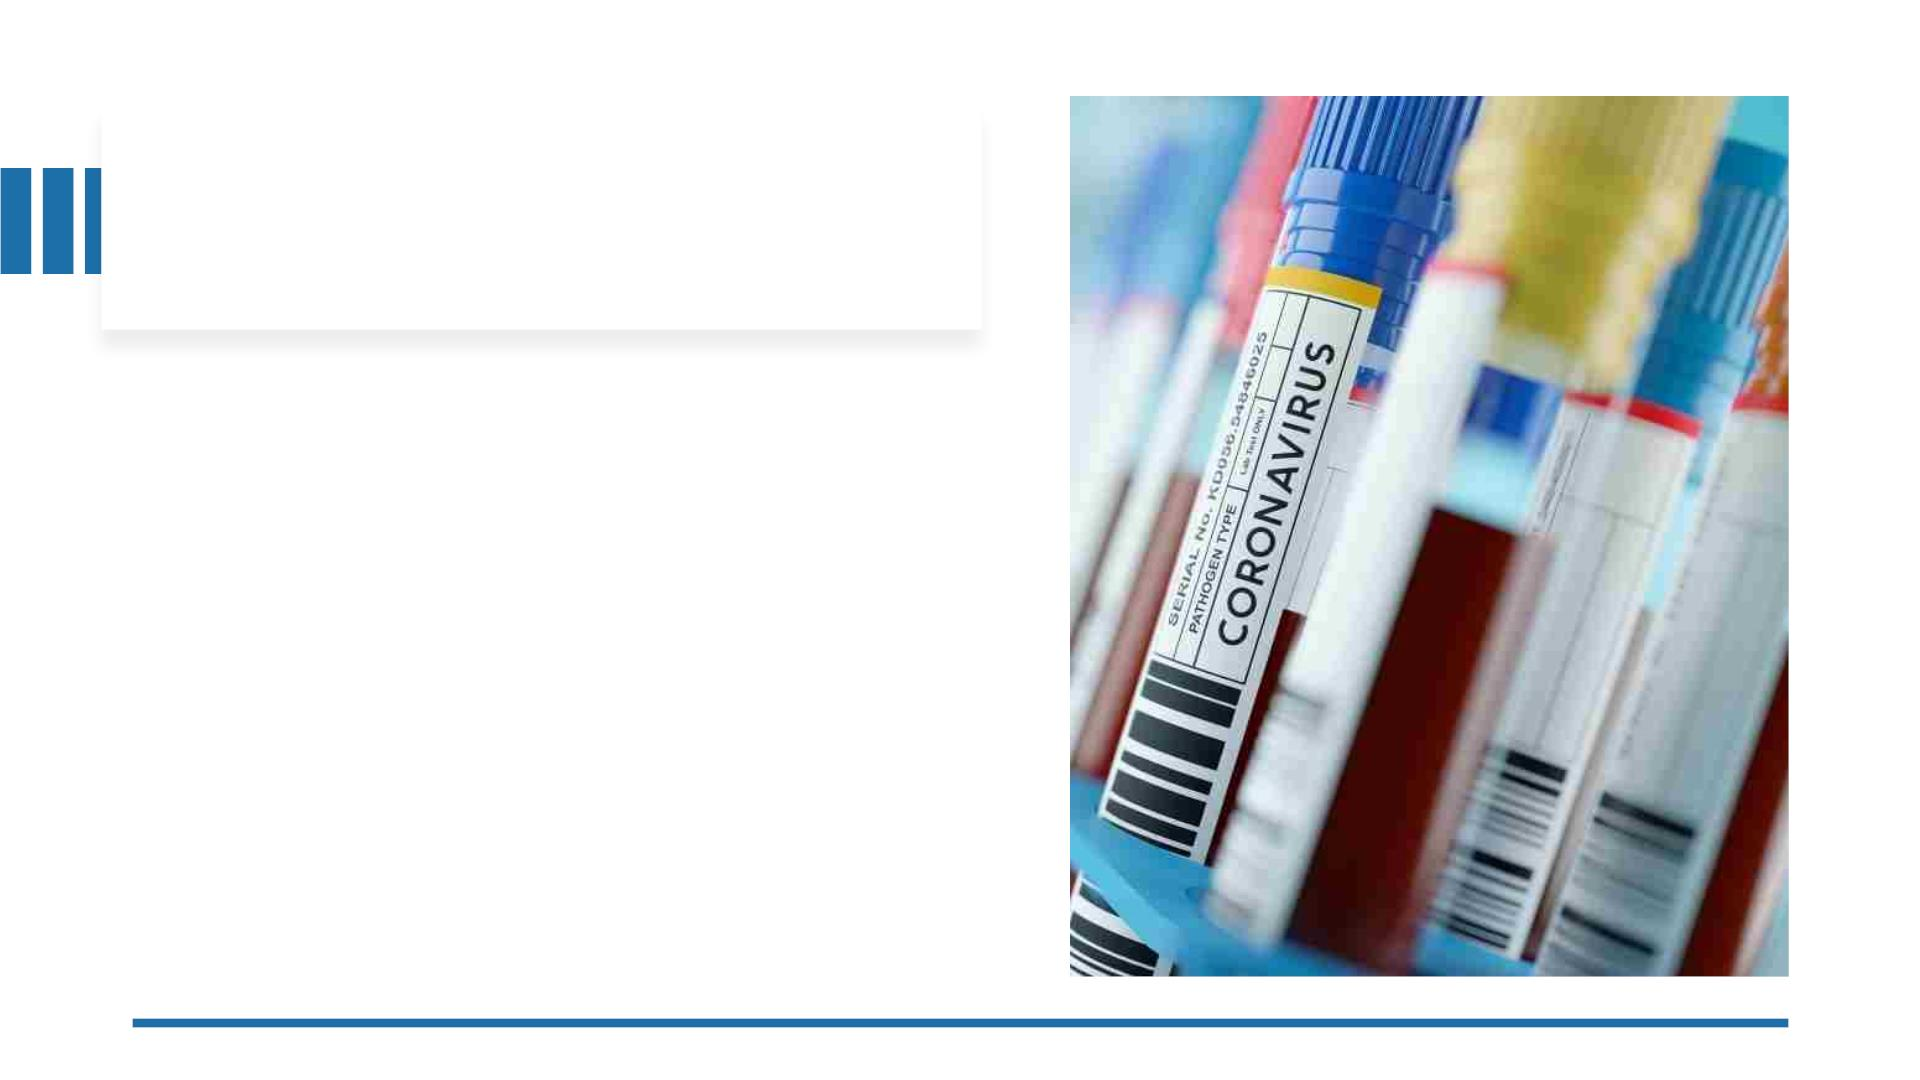 SERIAL No. KD056.54846025
PATHOGEN TYPE
Lab Test ONLY
CORONAVIRUS